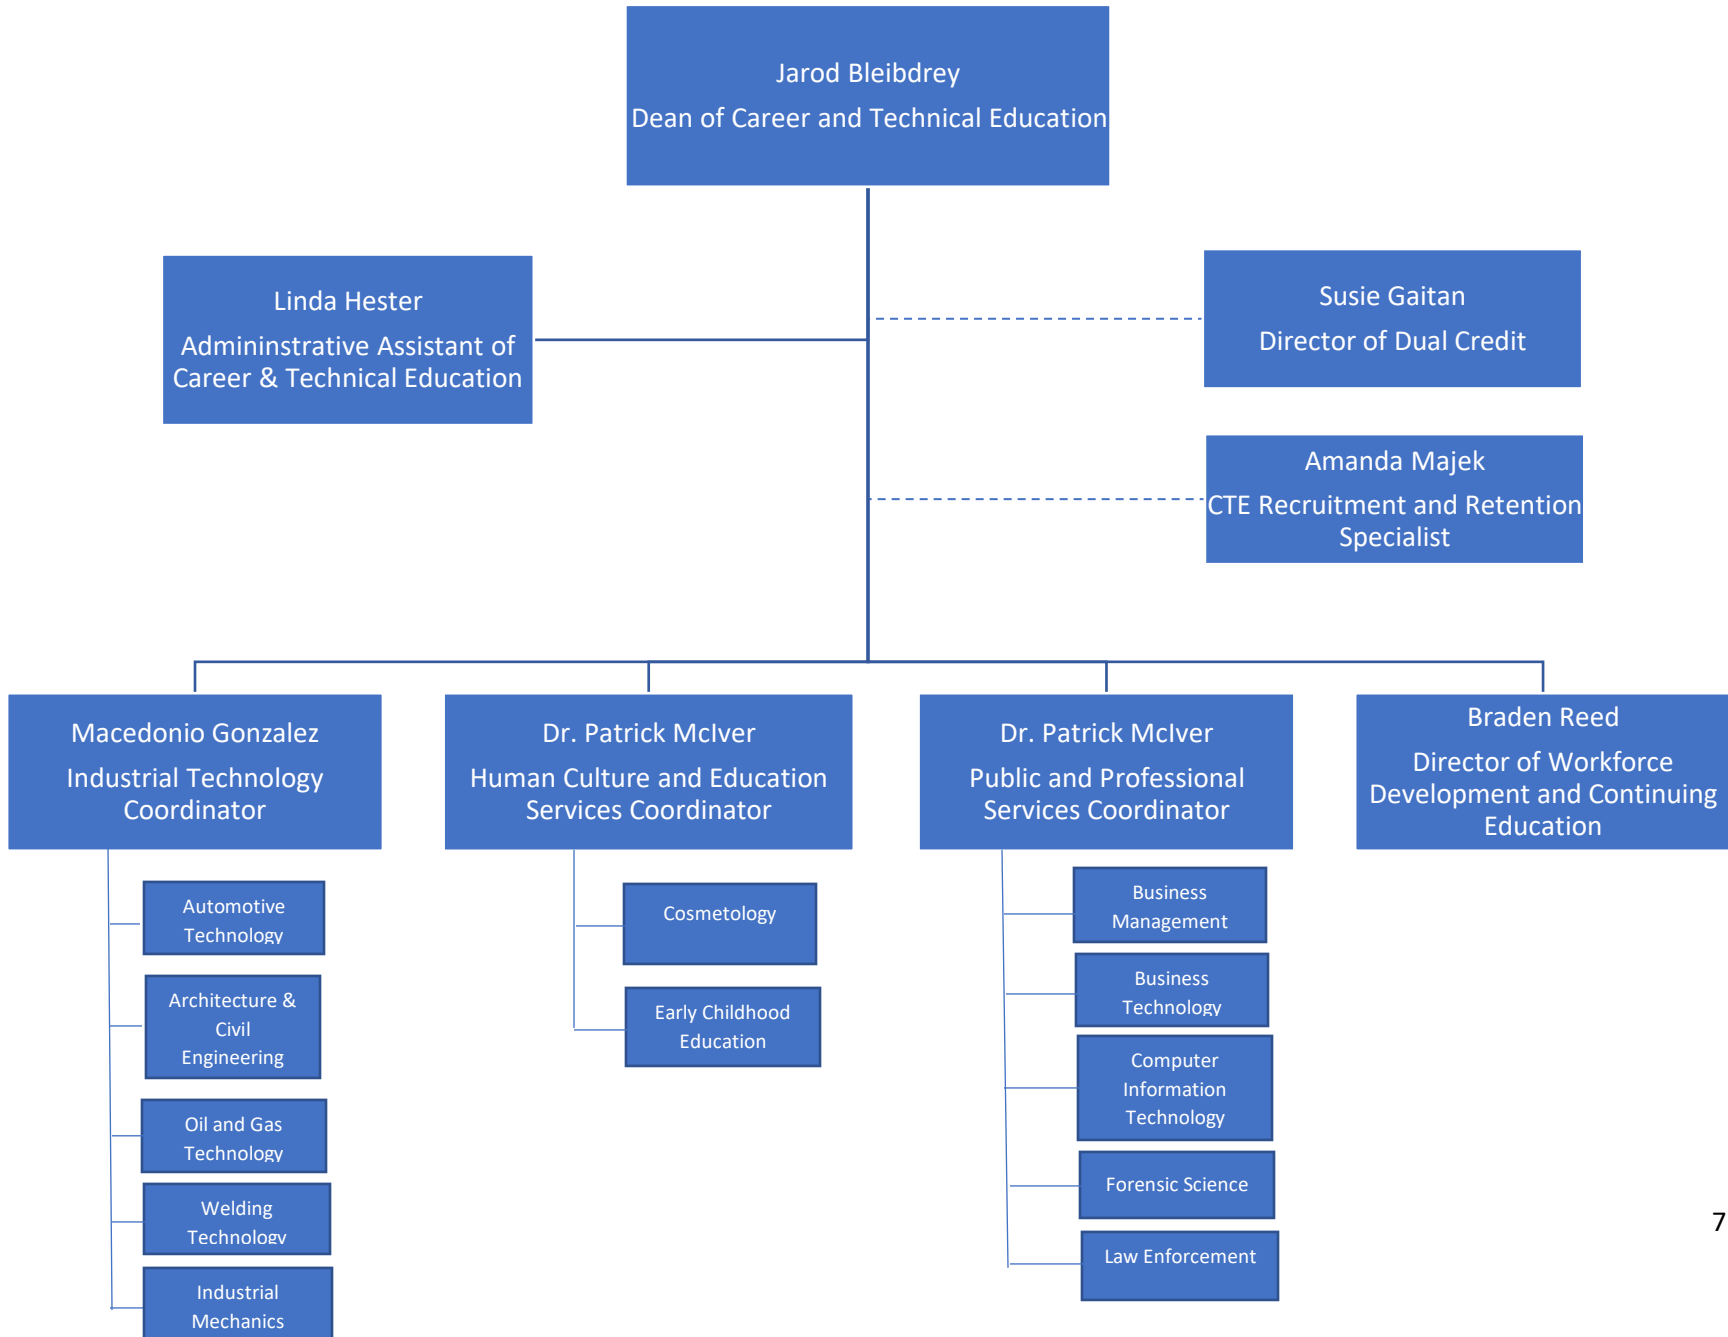 Jarod Bleibdrey
Dean of Career and Technical Education
Linda Hester
Admininstrative Assistant of
Career & Technical Education
Susie Gaitan
Director of Dual Credit
Amanda Majek
CTE Recruitment and Retention
Specialist
Macedonio Gonzalez
Industrial Technology
Coordinator
Dr. Patrick McIver
Human Culture and Education
Services Coordinator
Dr. Patrick McIver
Public and Professional
Services Coordinator
Braden Reed
Director of Workforce
Development and Continuing
Education
Automotive
Technology
Architecture &
Civil
Engineering
Oil and Gas
Technology
Welding
Technology
Industrial
Mechanics
Cosmetology
Early Childhood
Education
Business
Management
Business
Technology
Computer
Information
Technology
Forensic Science
Law Enforcement
7